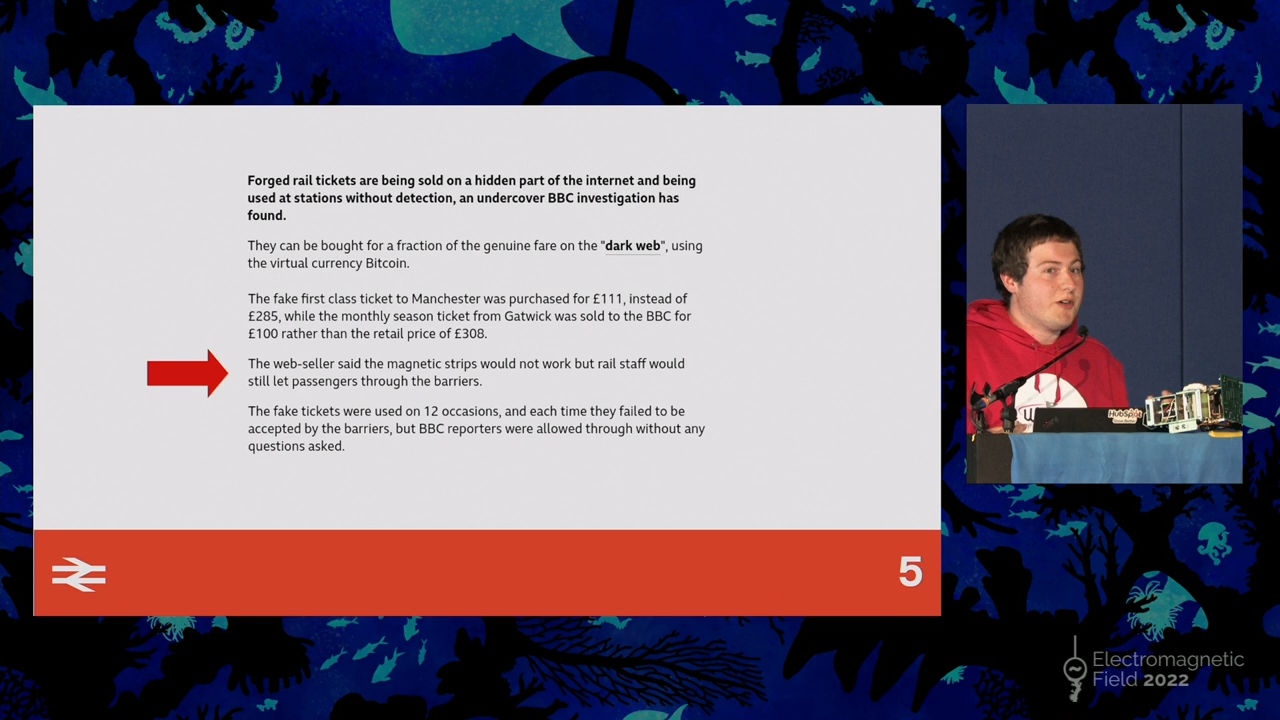 Forged rail tickets are being sold on a hidden part of the internet and being
used at stations without detection, an undercover BBC investigation has
found.
They can be bought for a fraction of the genuine fare on the "dark web", using
the virtual currency Bitcoin.
The fake first class ticket to Manchester was purchased for £111, instead of
£285, while the monthly season ticket from Gatwick was sold to the BBC for
£100 rather than the retail price of £308.
The web-seller said the magnetic strips would not work but rail staff would
still let passengers through the barriers.
The fake tickets were used on 12 occasions, and each time they failed to be
accepted by the barriers, but BBC reporters were allowed through without any
questions asked.
5
HubSpot
Electromagnetic
Field 2022